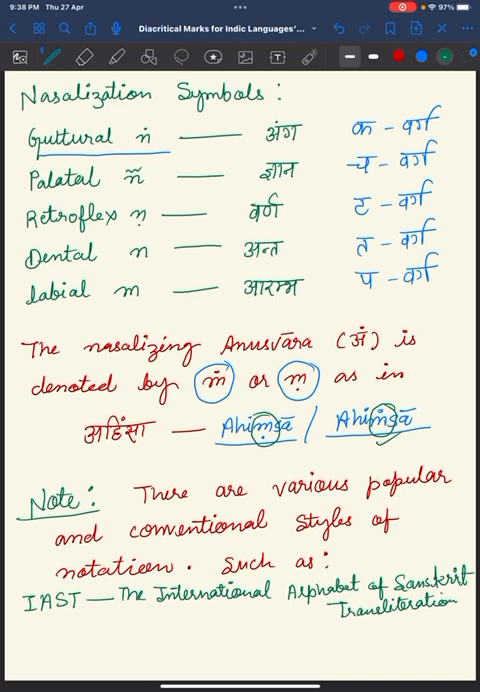 9:38 PM Thu 27 Apr 97%
Diacritical Marks for Indic Languages'...
Nasalization Symbols:
Guttural ṅ — अंग क - वर्ग
Palatal ñ — ज्ञान च - वर्ग
Retroflex ṇ — वर्ण ट - वर्ग
Dental n — अन्त त - वर्ग
Labial m — आरम्भ प - वर्ग
The nasalizing Anusvāra (अं) is
denoted by ṁ or ṃ as in
अहिंसा — Ahiṃsā / Ahiṁsā
Note: There are various popular
and conventional styles of
notation. Such as:
IAST — The International Alphabet of Sanskrit
Transliteration